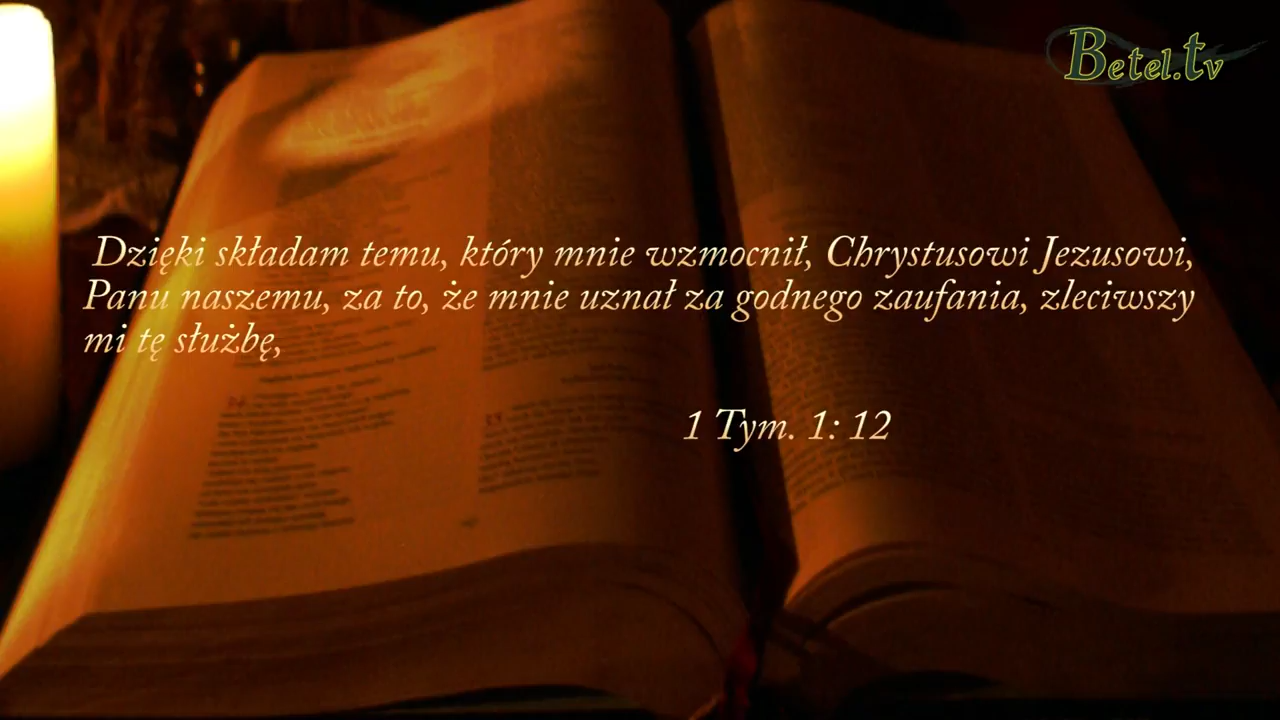 Betel.tv
Dzięki składam temu, który mnie wzmocnił, Chrystusowi Jezusowi,
Panu naszemu, za to, że mnie uznał za godnego zaufania, zleciwszy
mi tę służbę,
1 Tym. 1: 12